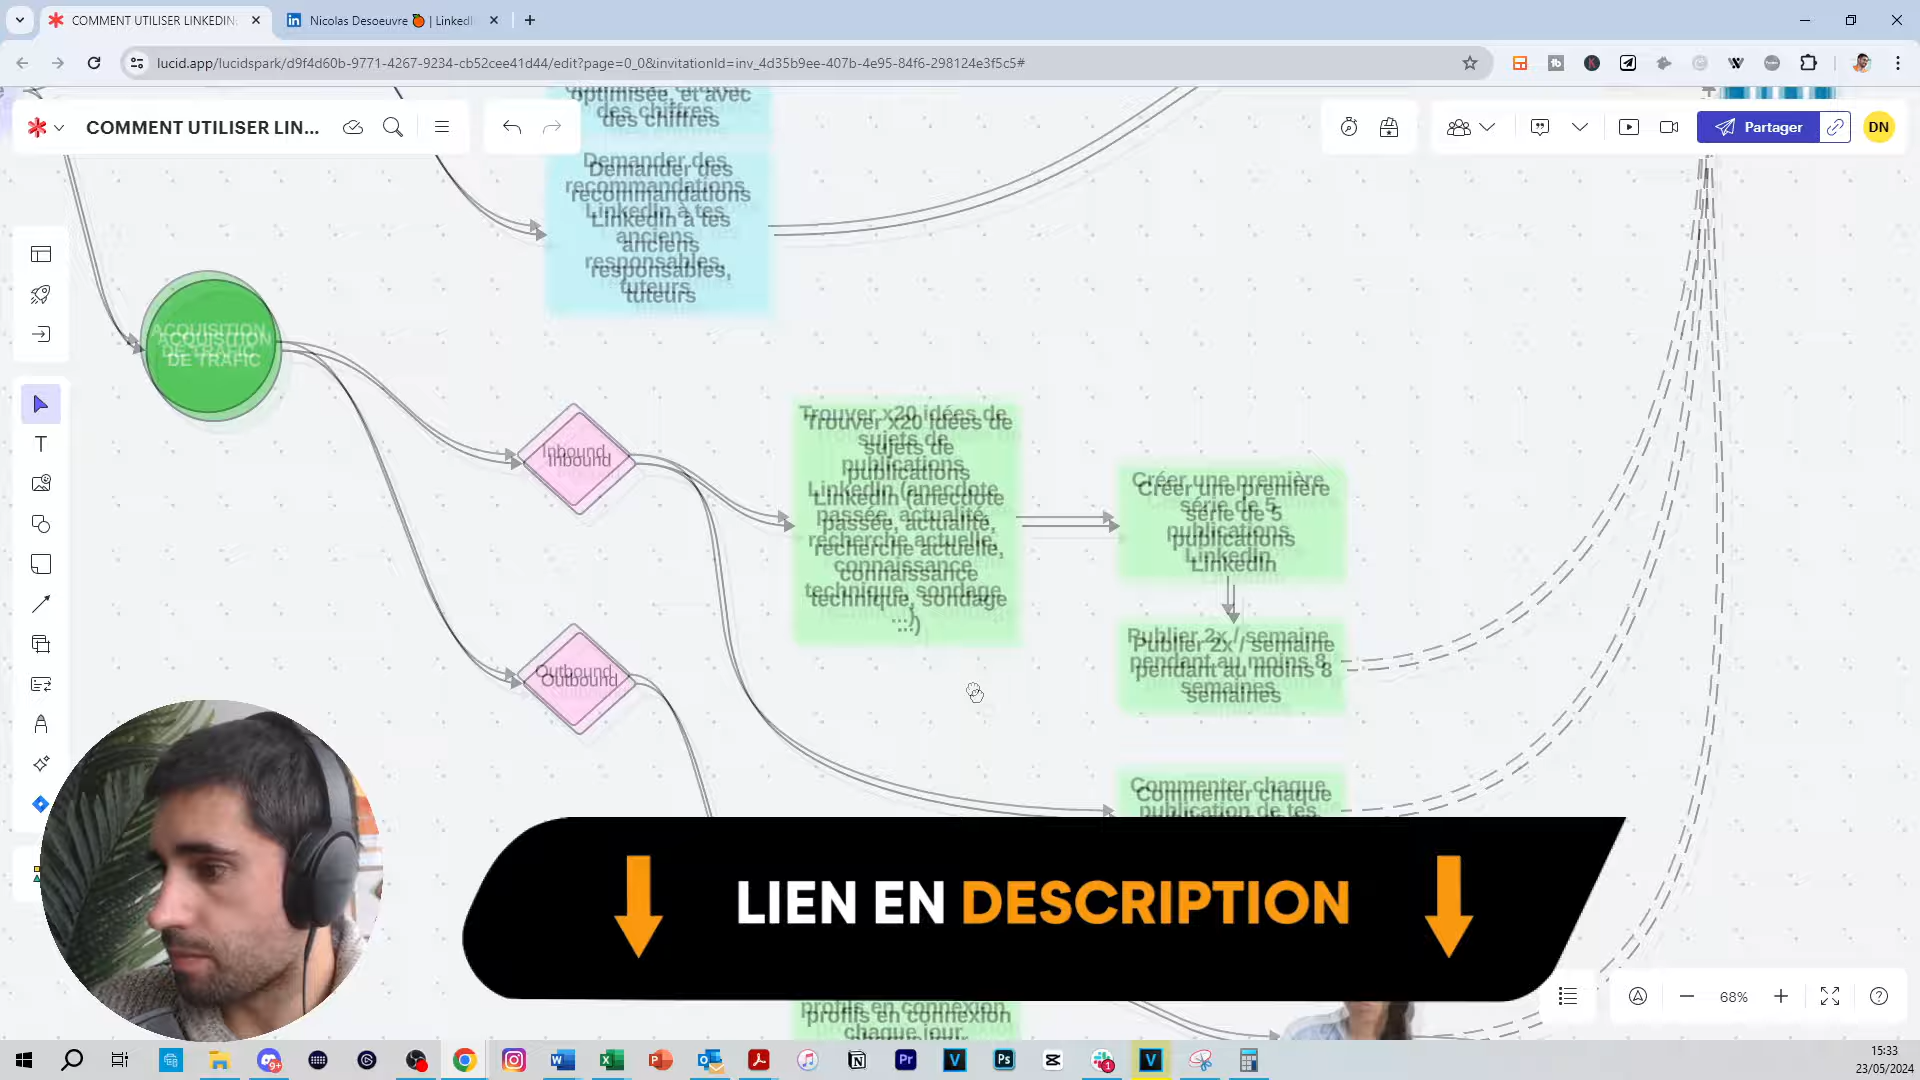 COMMENT UTILISER LINKEDIN
Nicolas Desoeuvre 🍊 | LinkedI
lucid.app/lucidspark/d9f4d60b-9771-4267-9234-cb52cee41d44/edit?page=0_0&invitationId=inv_4d35b9ee-407b-4e95-84f6-298124e3f5c5#
COMMENT UTILISER LIN...
Partager
DN
optimisée, et avec
des chiffres
Demander des
recommandations
LinkedIn à tes
anciens
responsables,
tuteurs
ACQUISITION
DE TRAFIC
Inbound
Outbound
Trouver x20 idées de
sujets de
publications
LinkedIn (anecdote
passée, actualité,
recherche actuelle,
connaissance
technique, sondage
...)
Créer une première
série de 5
publications
LinkedIn
Publier 2x / semaine
pendant au moins 8
semaines
Commenter chaque
publication de tes
LIEN EN DESCRIPTION
profils en connexion
chaque jour
68%
15:33
23/05/2024